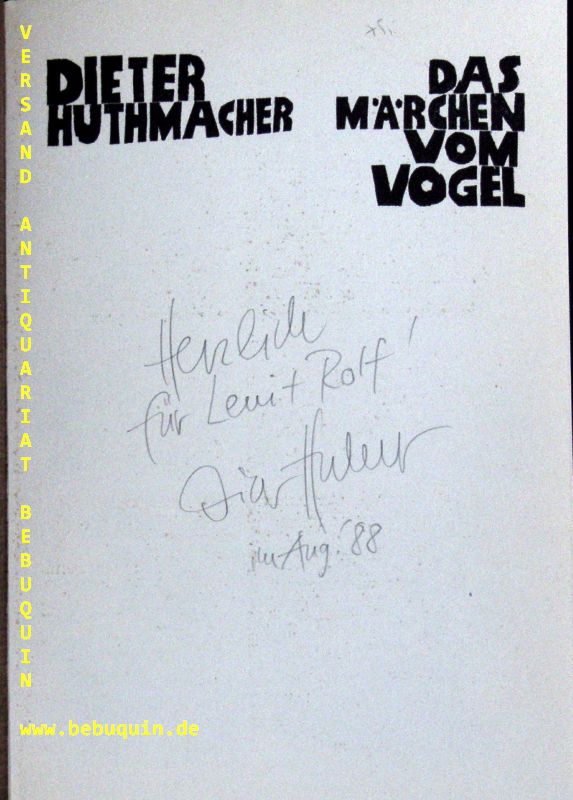 DIETER
HUTHMACHER
DAS
MÄRCHEN
VOM
VOGEL
Herzlich
für Leni + Rolf!
im Aug. '88
VERSAND ANTIQUARIAT BEBUQUIN
www.bebuquin.de